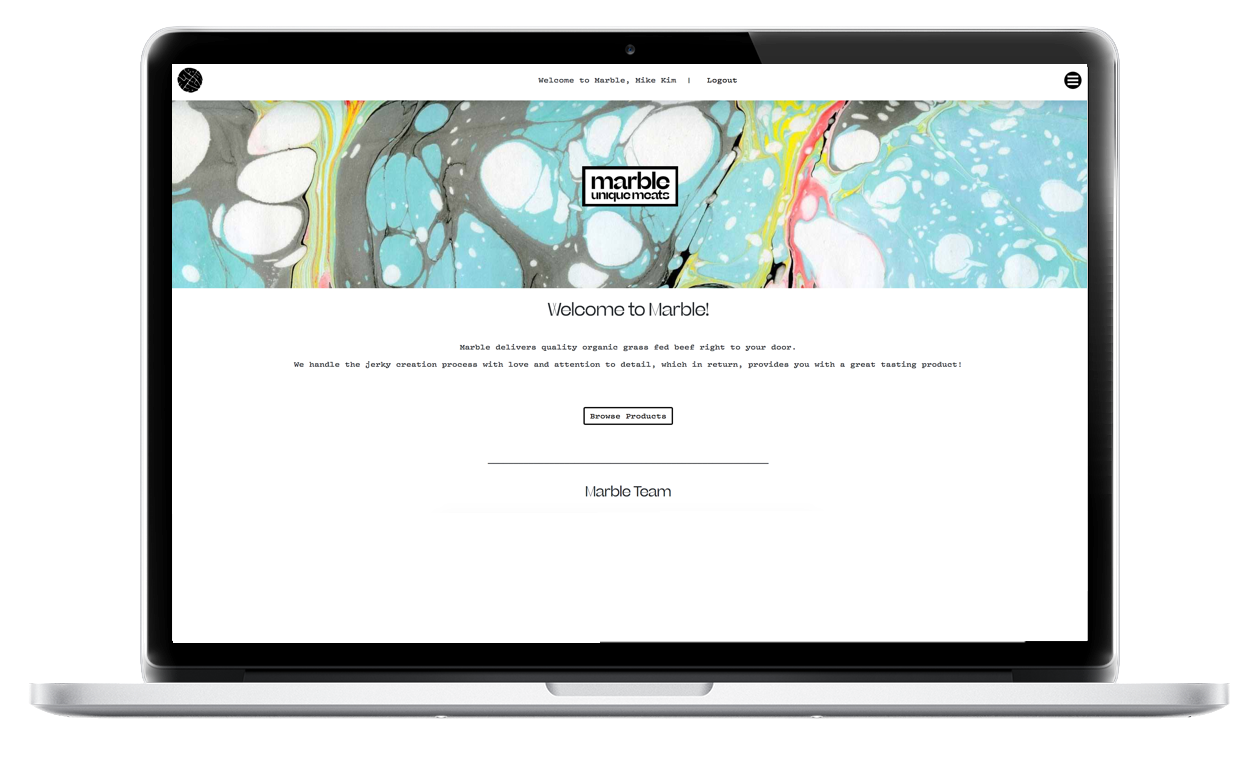 Welcome to Marble, Mike Kim | Logout
marble
unique meats
Welcome to Marble!
Marble delivers quality organic grass fed beef right to your door.
We handle the jerky creation process with love and attention to detail, which in return, provides you with a great tasting product!
Browse Products
Marble Team